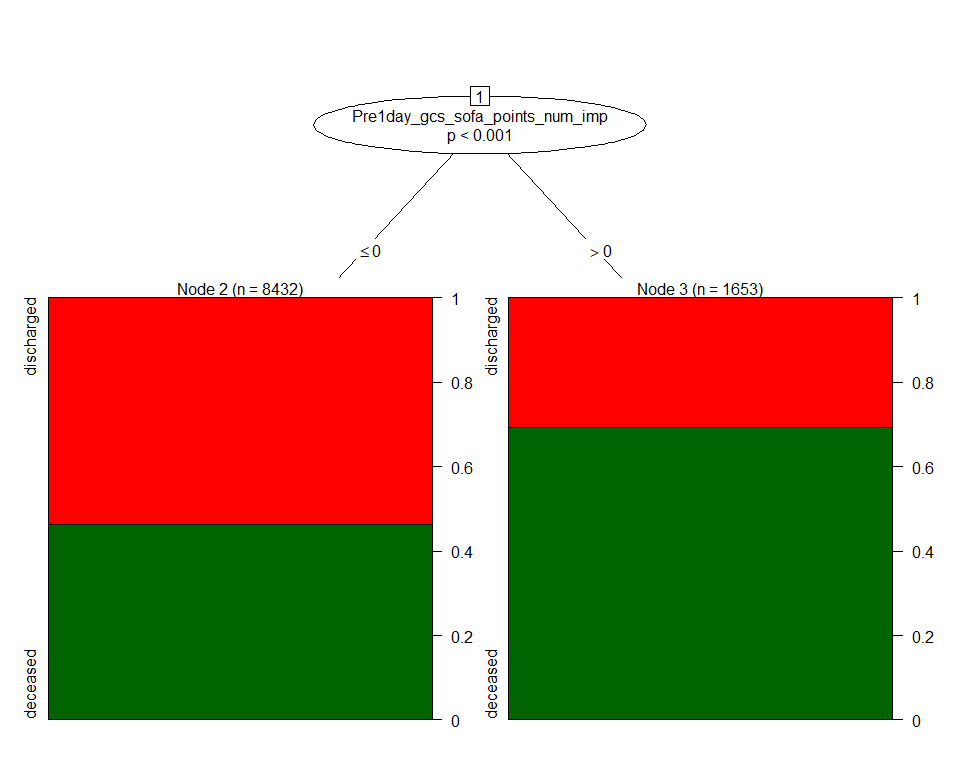 1
Pre1day_gcs_sofa_points_num_imp
p < 0.001
≤ 0
> 0
Node 2 (n = 8432)
discharged
deceased
1
0.8
0.6
0.4
0.2
0
Node 3 (n = 1653)
discharged
deceased
1
0.8
0.6
0.4
0.2
0